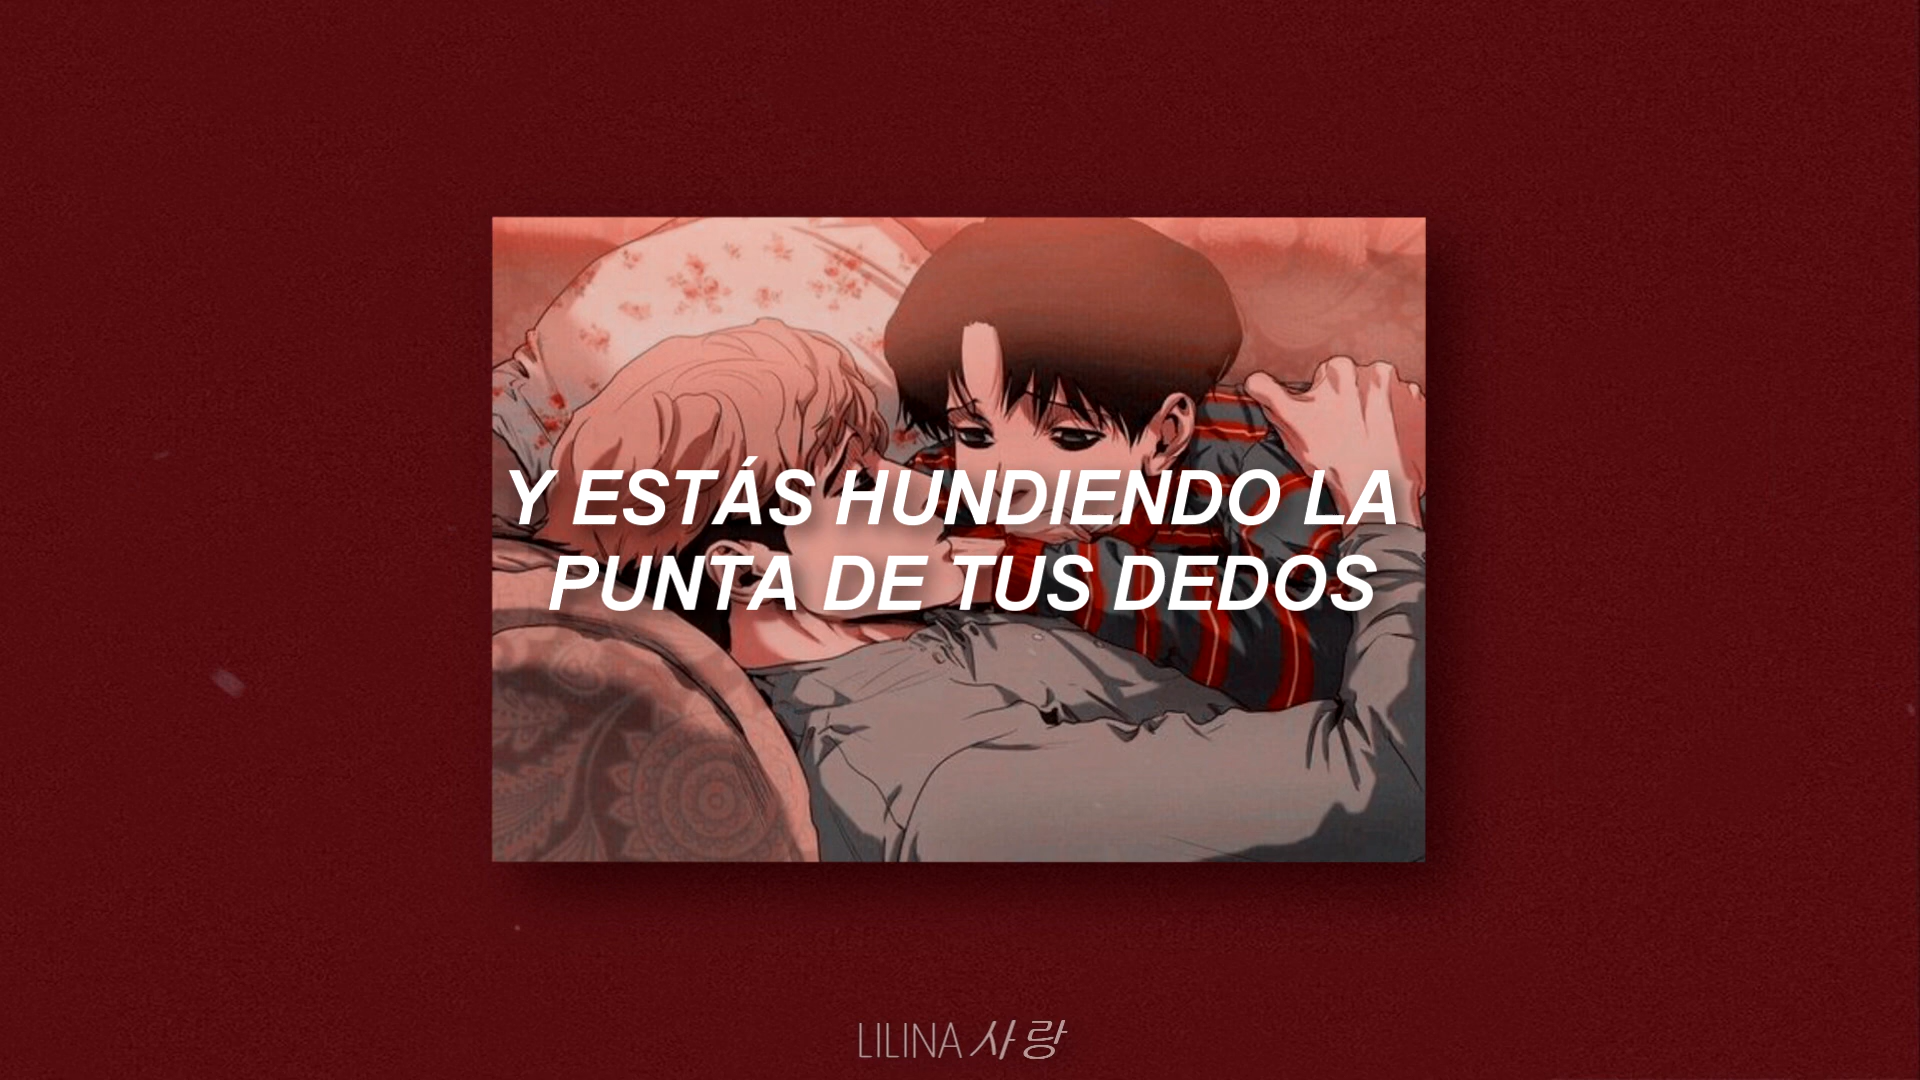 Y ESTÁS HUNDIENDO LA
PUNTA DE TUS DEDOS
LILINA 사랑